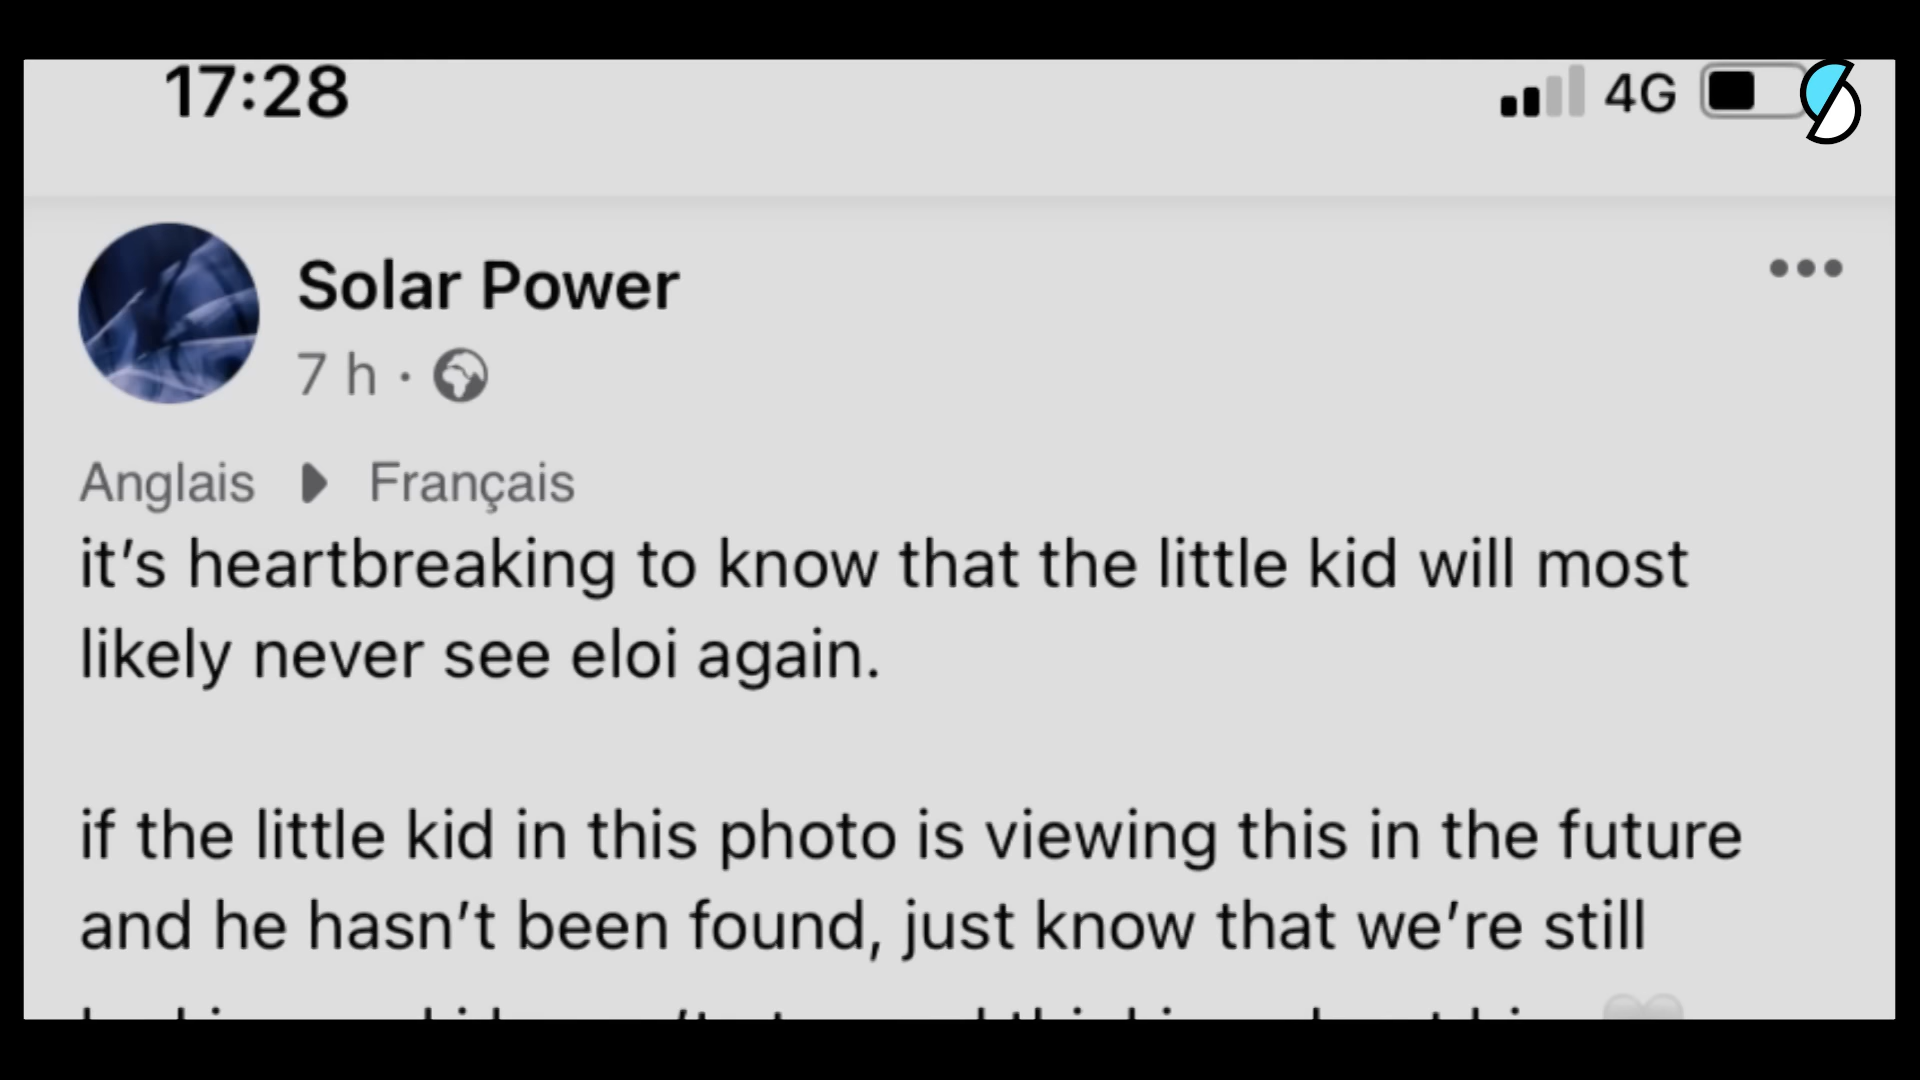 17:28
4G
Solar Power
7 h ·
Anglais Français
it’s heartbreaking to know that the little kid will most
likely never see eloi again.
if the little kid in this photo is viewing this in the future
and he hasn’t been found, just know that we’re still